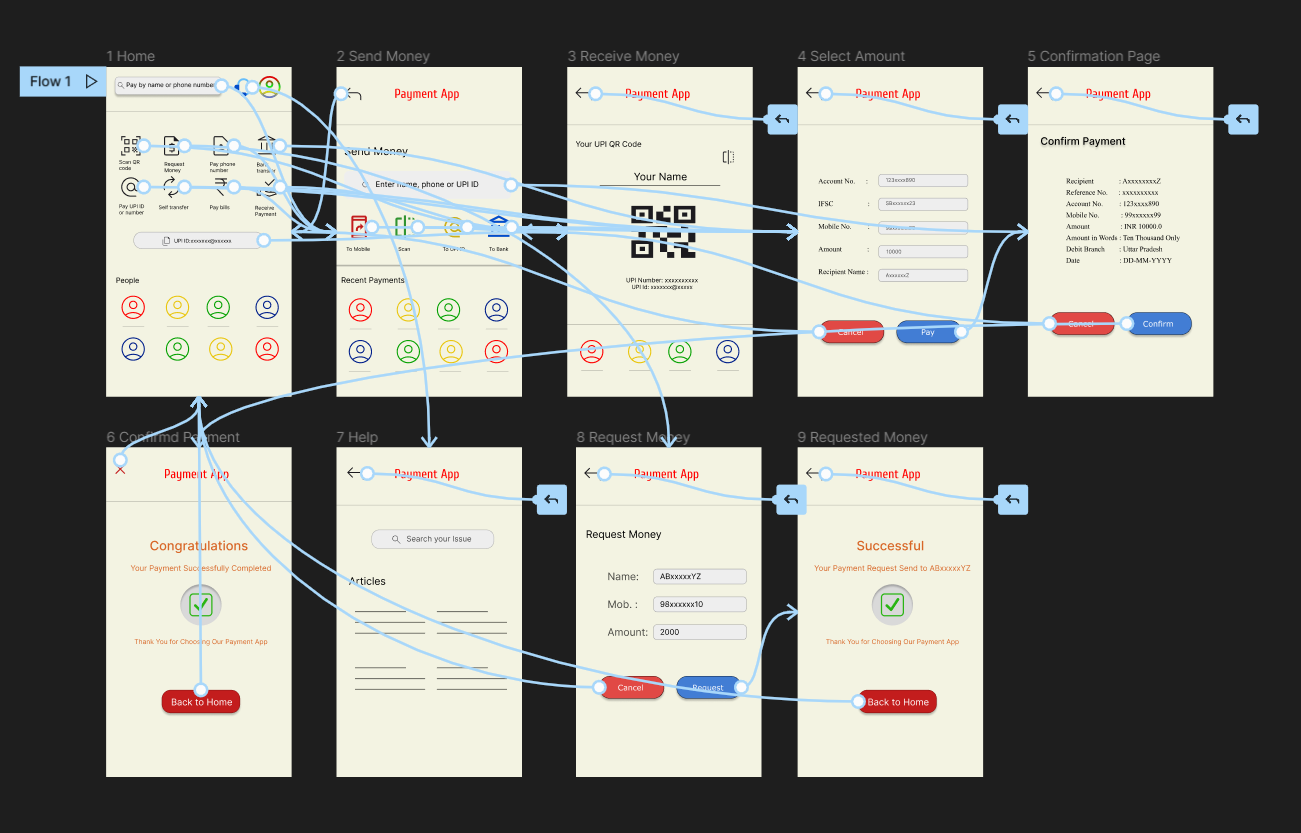 Flow 1
1 Home
Pay by name or phone number
Scan QR
code
Request
Money
Pay phone
number
Bank
transfer
Pay UPI ID
or number
Self transfer
Pay bills
Receive
Payment
UPI ID:xxxxxx@xxxxx
People
2 Send Money
Payment App
Send Money
Enter name, phone or UPI ID
To Mobile
Scan
To UPI ID
To Bank
Recent Payments
3 Receive Money
Payment App
Your UPI QR Code
Your Name
UPI Number: xxxxxxxxxx
UPI Id: xxxxxxx@xxxxx
4 Select Amount
Payment App
Account No. : 123xxxx890
IFSC : SBxxxxx23
Mobile No. :
Amount : 10000
Recipient Name : AxxxxxxZ
Cancel
Pay
5 Confirmation Page
Payment App
Confirm Payment
Recipient : AxxxxxxxxZ
Reference No. : xxxxxxxxxx
Account No. : 123xxxx890
Mobile No. : 99xxxxxx99
Amount : INR 10000.0
Amount in Words : Ten Thousand Only
Debit Branch : Uttar Pradesh
Date : DD-MM-YYYY
Cancel
Confirm
6 Confirmd Payment
Payment App
Congratulations
Your Payment Successfully Completed
Thank You for Choosing Our Payment App
Back to Home
7 Help
Payment App
Search your Issue
Articles
8 Request Money
Payment App
Request Money
Name: ABxxxxxYZ
Mob. : 98xxxxxx10
Amount: 2000
Cancel
Request
9 Requested Money
Payment App
Successful
Your Payment Request Send to ABxxxxxYZ
Thank You for Choosing Our Payment App
Back to Home